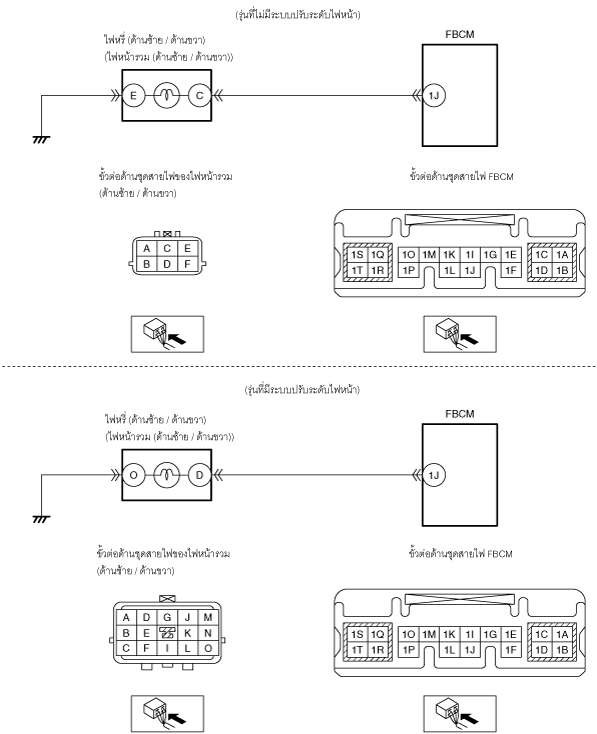 (รุ่นที่ไม่มีระบบปรับระดับไฟหน้า)
ไฟหรี่ (ด้านซ้าย / ด้านขวา)
(ไฟหน้ารวม (ด้านซ้าย / ด้านขวา))
FBCM
E C 1J
ขั้วต่อด้านชุดสายไฟของไฟหน้ารวม
(ด้านซ้าย / ด้านขวา)
ขั้วต่อด้านชุดสายไฟ FBCM
A C E
B D F
1S 1Q 1O 1M 1K 1I 1G 1E 1C 1A
1T 1R 1P 1L 1J 1F 1D 1B
(รุ่นที่มีระบบปรับระดับไฟหน้า)
ไฟหรี่ (ด้านซ้าย / ด้านขวา)
(ไฟหน้ารวม (ด้านซ้าย / ด้านขวา))
FBCM
O D 1J
ขั้วต่อด้านชุดสายไฟของไฟหน้ารวม
(ด้านซ้าย / ด้านขวา)
ขั้วต่อด้านชุดสายไฟ FBCM
A D G J M
B E K N
C F I L O
1S 1Q 1O 1M 1K 1I 1G 1E 1C 1A
1T 1R 1P 1L 1J 1F 1D 1B